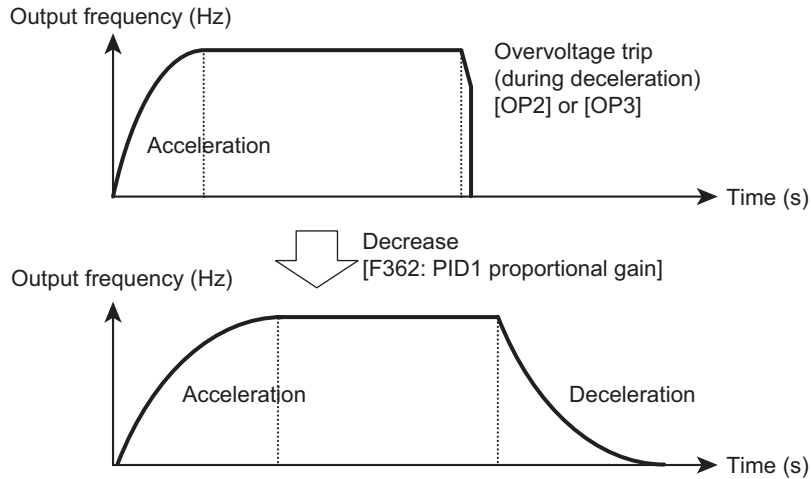 Output frequency (Hz)
Overvoltage trip
(during deceleration)
[OP2] or [OP3]
Acceleration
Time (s)
Decrease
[F362: PID1 proportional gain]
Output frequency (Hz)
Acceleration
Deceleration
Time (s)